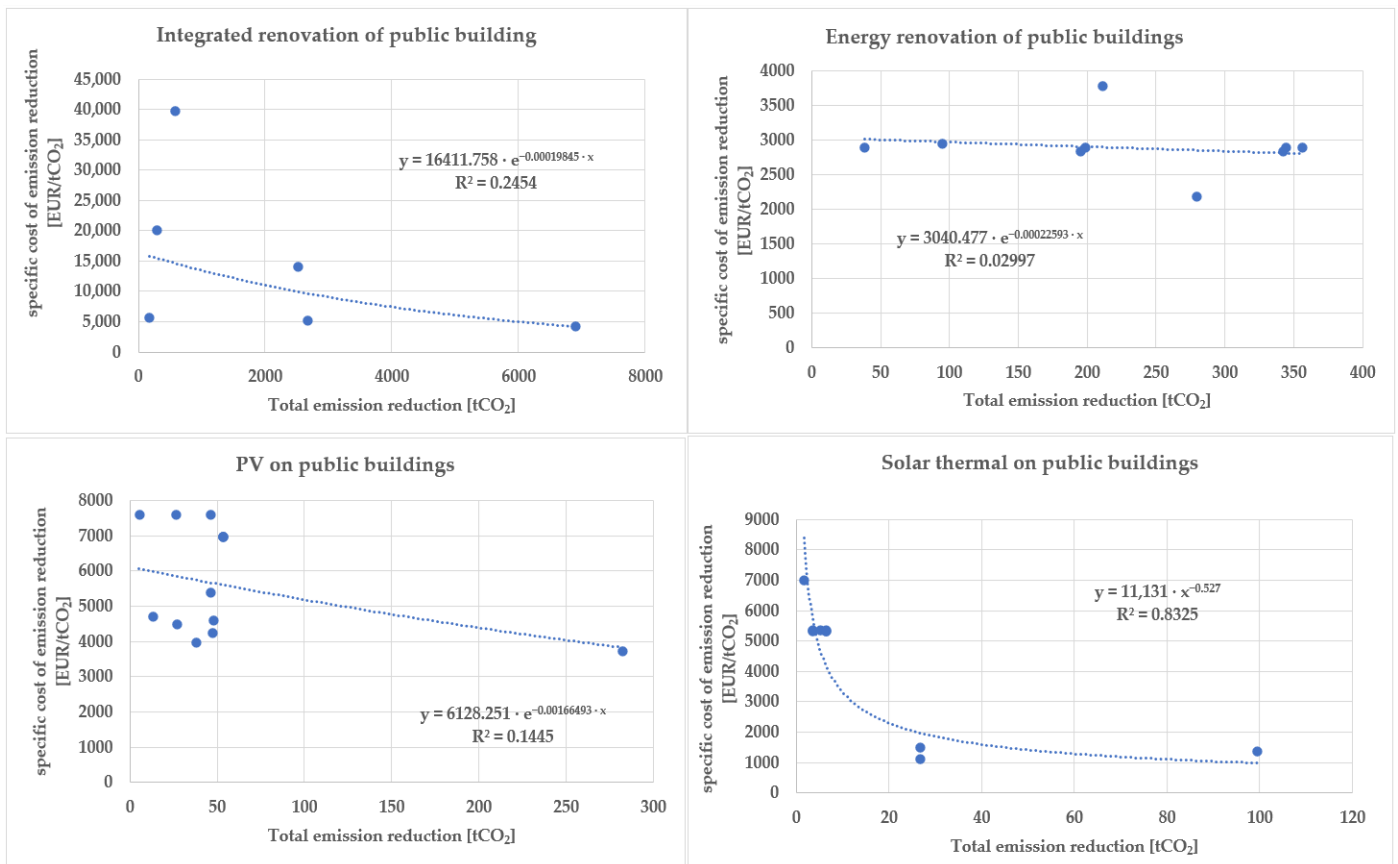 Integrated renovation of public building
specific cost of emission reduction
[EUR/tCO₂]
45,000
40,000
35,000
30,000
25,000
20,000
15,000
10,000
5,000
0
y = 16411.758 · e^−0.00019845 · x
R² = 0.2454
0 2000 4000 6000 8000
Total emission reduction [tCO₂]
Energy renovation of public buildings
specific cost of emission reduction
[EUR/tCO₂]
4000
3500
3000
2500
2000
1500
1000
500
0
y = 3040.477 · e^−0.00022593 · x
R² = 0.02997
0 50 100 150 200 250 300 350 400
Total emission reduction [tCO₂]
PV on public buildings
specific cost of emission reduction
[EUR/tCO₂]
8000
7000
6000
5000
4000
3000
2000
1000
0
y = 6128.251 · e^−0.00166493 · x
R² = 0.1445
0 50 100 150 200 250 300
Total emission reduction [tCO₂]
Solar thermal on public buildings
specific cost of emission reduction
[EUR/tCO₂]
9000
8000
7000
6000
5000
4000
3000
2000
1000
0
y = 11,131 · x^−0.527
R² = 0.8325
0 20 40 60 80 100 120
Total emission reduction [tCO₂]